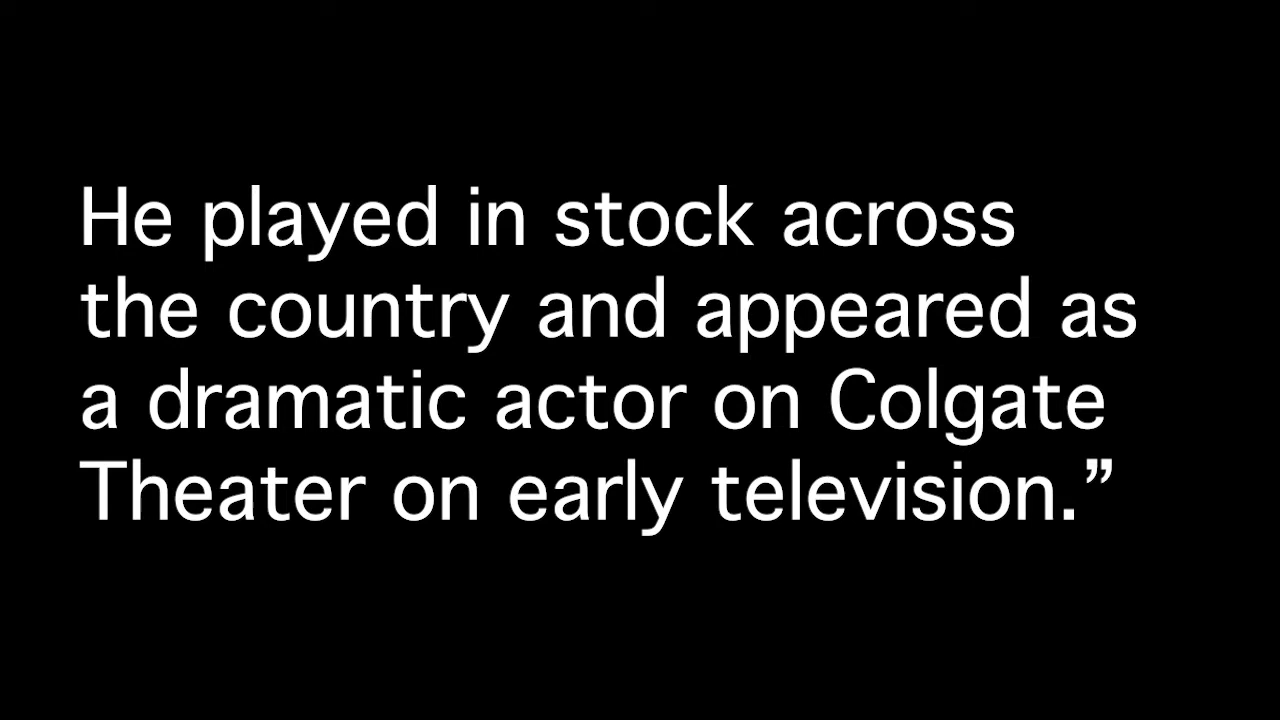 He played in stock across
the country and appeared as
a dramatic actor on Colgate
Theater on early television.”